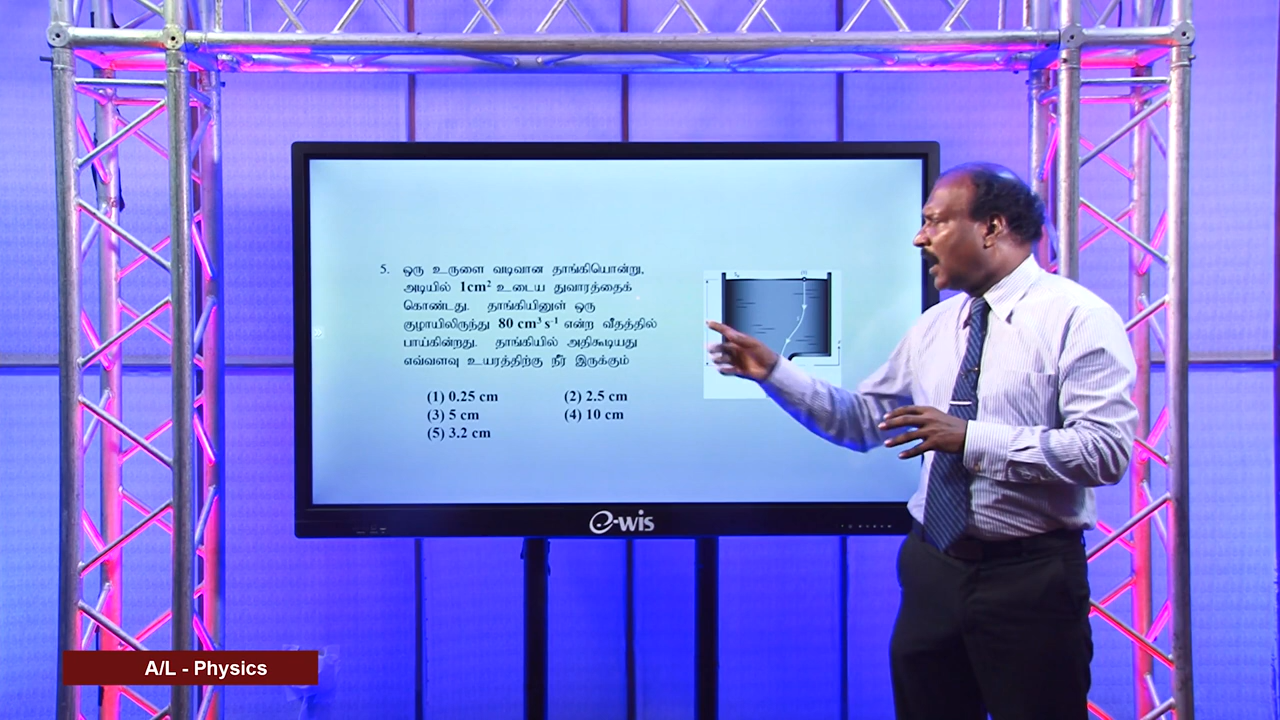 5. ஒரு உருளை வடிவான தாங்கியொன்று,
அடியில் 1cm² உடைய துவாரத்தைக்
கொண்டது. தாங்கியினுள் ஒரு
குழாயிலிருந்து 80 cm³ s⁻¹ என்ற வீதத்தில்
பாய்கின்றது. தாங்கியில் அதிகூடியது
எவ்வளவு உயரத்திற்கு நீர் இருக்கும்
(1) 0.25 cm (2) 2.5 cm
(3) 5 cm (4) 10 cm
(5) 3.2 cm
e-wis
A/L - Physics